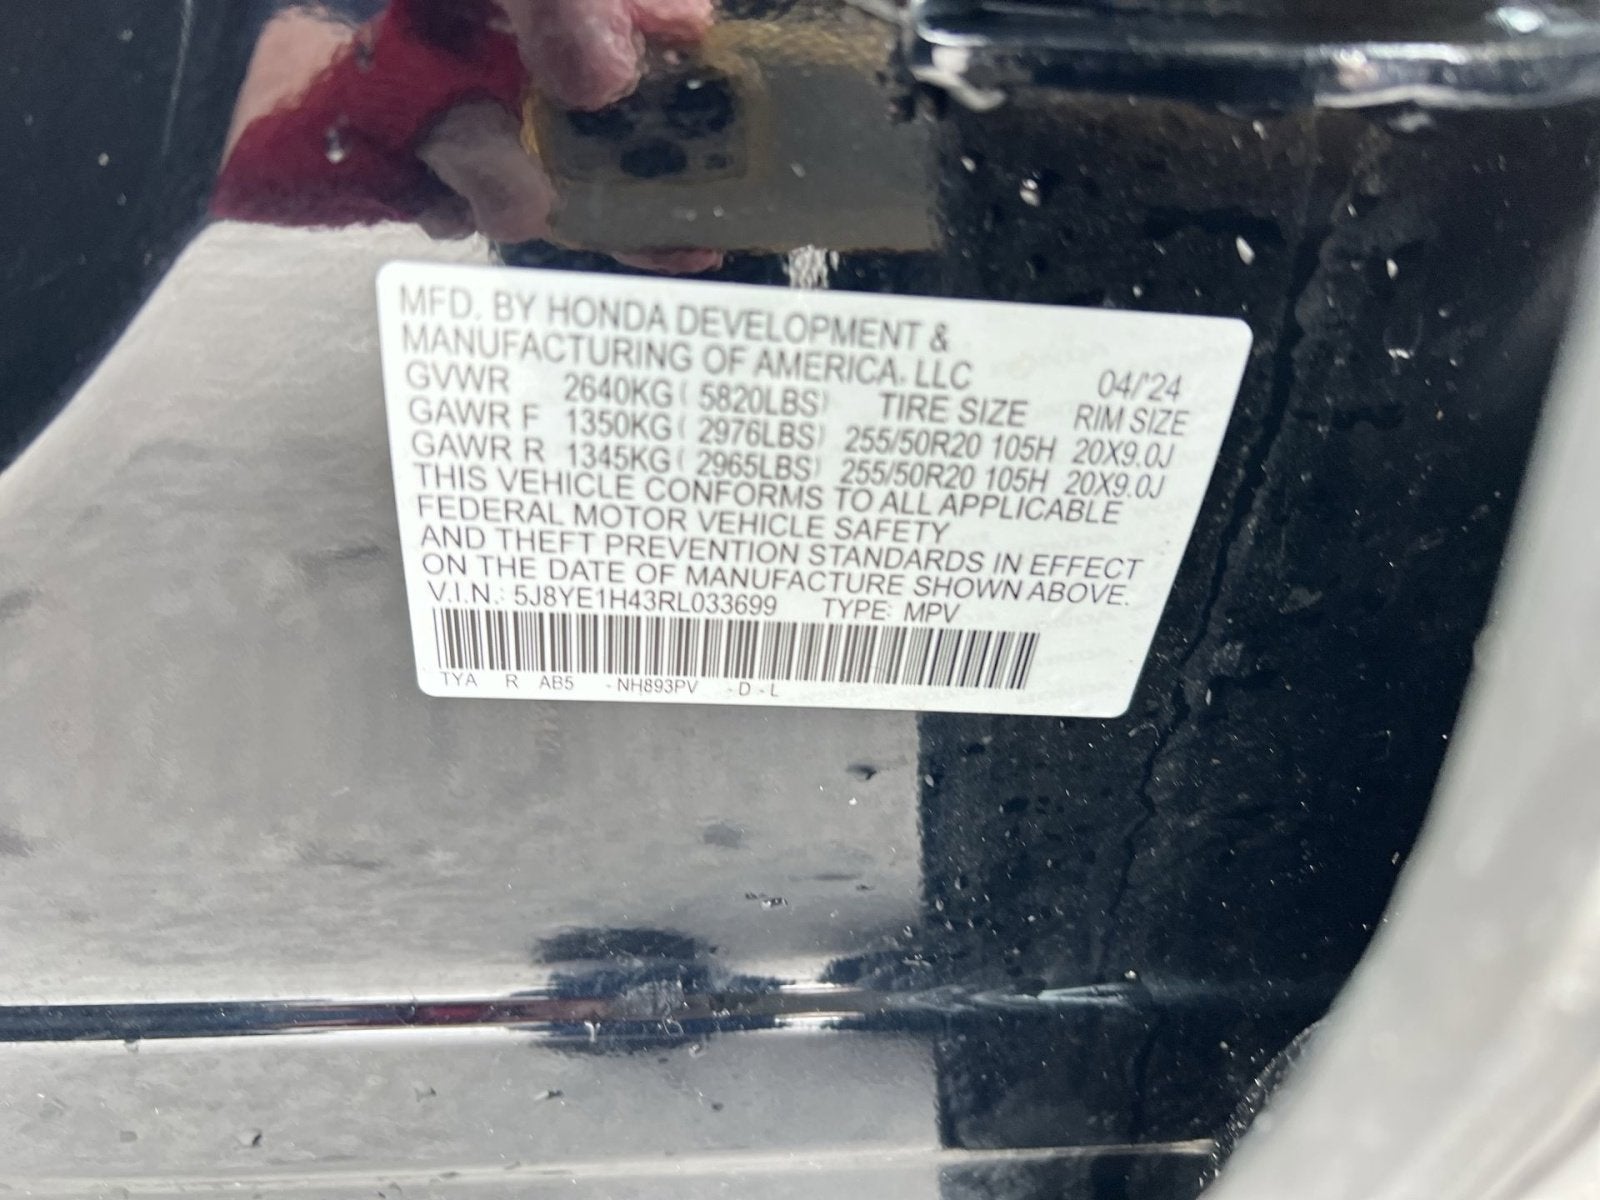 MFD. BY HONDA DEVELOPMENT &
MANUFACTURING OF AMERICA, LLC 04/'24
GVWR 2640KG ( 5820LBS) TIRE SIZE RIM SIZE
GAWR F 1350KG ( 2976LBS) 255/50R20 105H 20X9.0J
GAWR R 1345KG ( 2965LBS) 255/50R20 105H 20X9.0J
THIS VEHICLE CONFORMS TO ALL APPLICABLE
FEDERAL MOTOR VEHICLE SAFETY
AND THEFT PREVENTION STANDARDS IN EFFECT
ON THE DATE OF MANUFACTURE SHOWN ABOVE.
V.I.N.: 5J8YE1H43RL033699 TYPE: MPV
TYA R AB5 - NH893PV - D - L